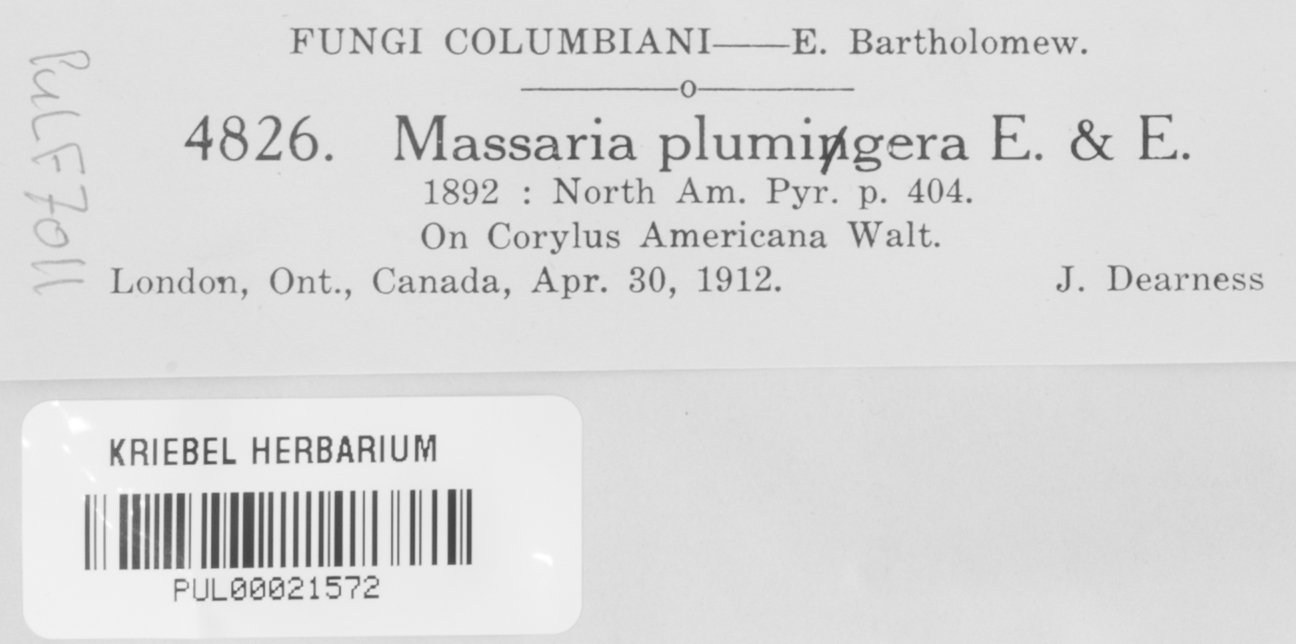 FUNGI COLUMBIANI——E. Bartholomew.
o
4826. Massaria plumingera E. & E.
1892 : North Am. Pyr. p. 404.
On Corylus Americana Walt.
London, Ont., Canada, Apr. 30, 1912. J. Dearness
PulF7011
KRIEBEL HERBARIUM
PUL00021572